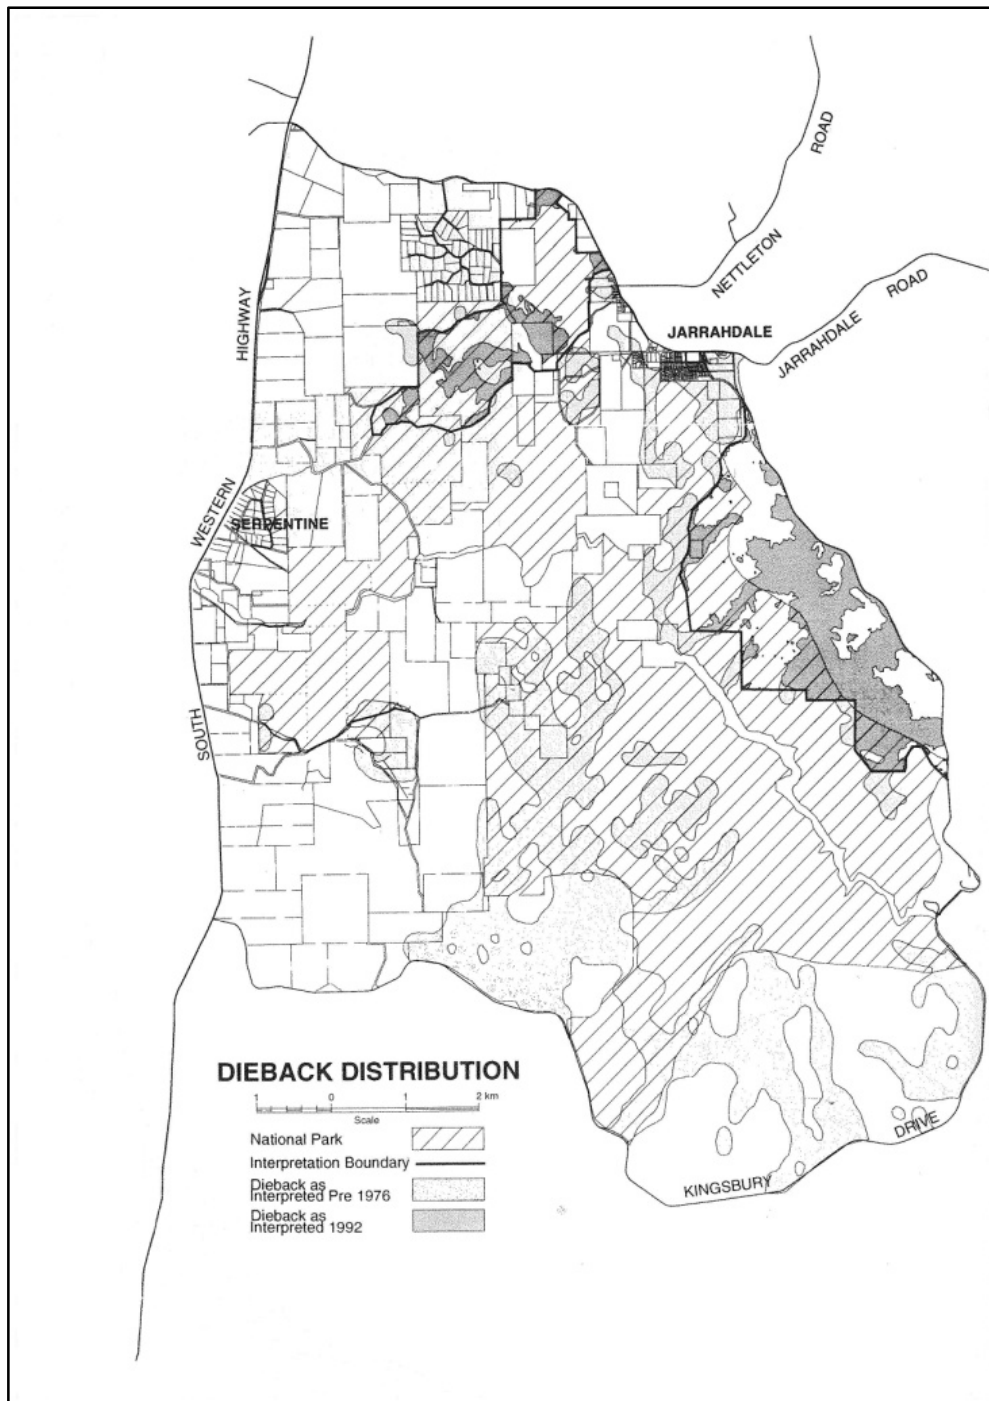 ROAD
NETTLETON
ROAD
JARRAHDALE
JARRAHDALE
HIGHWAY
WESTERN
SERPENTINE
SOUTH
DIEBACK DISTRIBUTION
1 0 1 2 km
Scale
National Park
Interpretation Boundary
Dieback as
Interpreted Pre 1976
Dieback as
Interpreted 1992
DRIVE
KINGSBURY